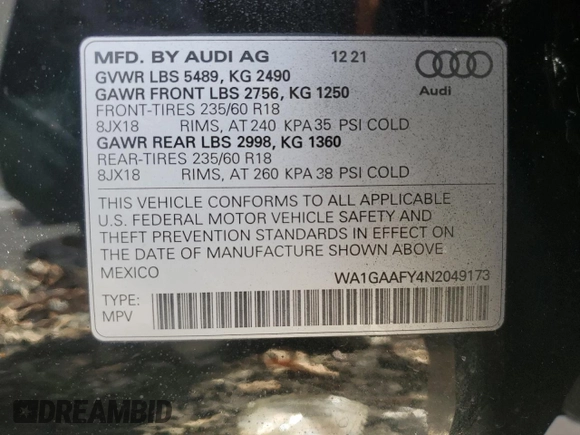 MFD. BY AUDI AG 12 21
GVWR LBS 5489, KG 2490
GAWR FRONT LBS 2756, KG 1250
FRONT-TIRES 235/60 R18
8JX18 RIMS, AT 240 KPA 35 PSI COLD
GAWR REAR LBS 2998, KG 1360
REAR-TIRES 235/60 R18
8JX18 RIMS, AT 260 KPA 38 PSI COLD
Audi
THIS VEHICLE CONFORMS TO ALL APPLICABLE
U.S. FEDERAL MOTOR VEHICLE SAFETY AND
THEFT PREVENTION STANDARDS IN EFFECT ON
THE DATE OF MANUFACTURE SHOWN ABOVE
MEXICO WA1GAAFY4N2049173
TYPE:
MPV
DREAMBID